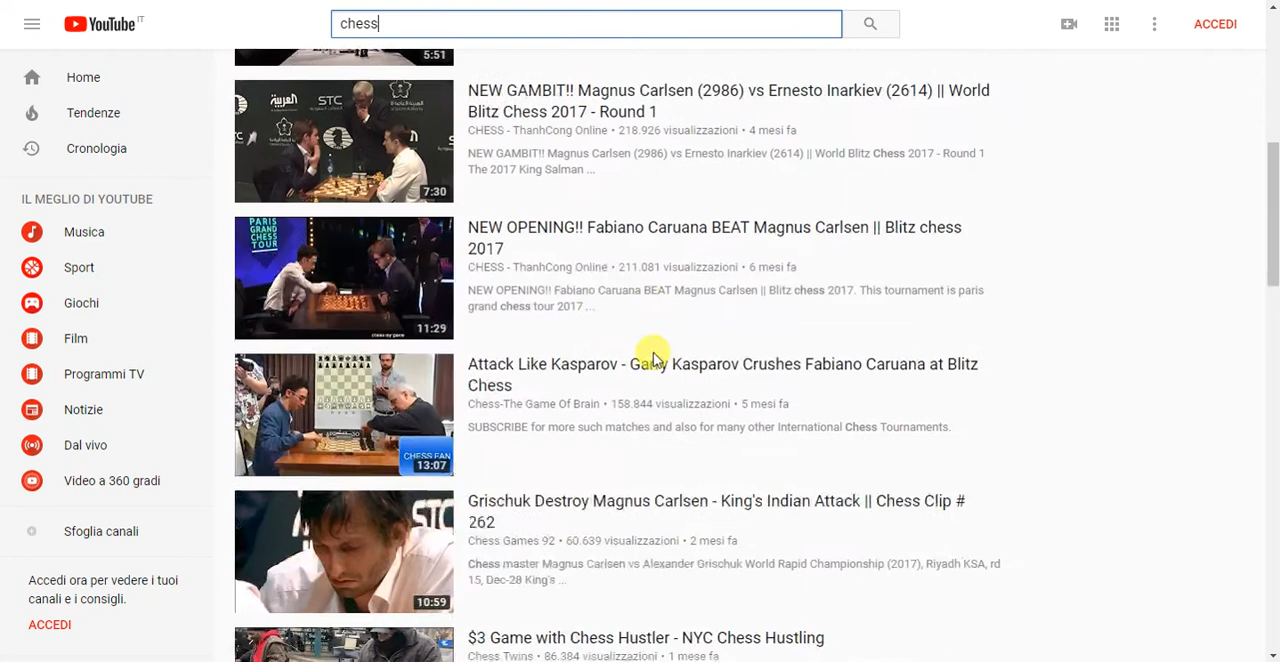 YouTube IT
chess
ACCEDI
Home
Tendenze
Cronologia
IL MEGLIO DI YOUTUBE
Musica
Sport
Giochi
Film
Programmi TV
Notizie
Dal vivo
Video a 360 gradi
Sfoglia canali
Accedi ora per vedere i tuoi
canali e i consigli.
ACCEDI
5:51
العربية STC
7:30
NEW GAMBIT!! Magnus Carlsen (2986) vs Ernesto Inarkiev (2614) || World
Blitz Chess 2017 - Round 1
CHESS - ThanhCong Online • 218.926 visualizzazioni • 4 mesi fa
NEW GAMBIT!! Magnus Carlsen (2986) vs Ernesto Inarkiev (2614) || World Blitz Chess 2017 - Round 1
The 2017 King Salman ...
PARIS
GRAND
CHESS
TOUR
11:29
NEW OPENING!! Fabiano Caruana BEAT Magnus Carlsen || Blitz chess
2017
CHESS - ThanhCong Online • 211.081 visualizzazioni • 6 mesi fa
NEW OPENING!! Fabiano Caruana BEAT Magnus Carlsen || Blitz chess 2017. This tournament is paris
grand chess tour 2017 ...
CHESS FAN
13:07
Attack Like Kasparov - Garry Kasparov Crushes Fabiano Caruana at Blitz
Chess
Chess-The Game Of Brain • 158.844 visualizzazioni • 5 mesi fa
SUBSCRIBE for more such matches and also for many other International Chess Tournaments.
STC
10:59
Grischuk Destroy Magnus Carlsen - King's Indian Attack || Chess Clip #
262
Chess Games 92 • 60.639 visualizzazioni • 2 mesi fa
Chess master Magnus Carlsen vs Alexander Grischuk World Rapid Championship (2017), Riyadh KSA, rd
15, Dec-28 King's ...
$3 Game with Chess Hustler - NYC Chess Hustling
Chess Twins • 86.384 visualizzazioni • 1 mese fa